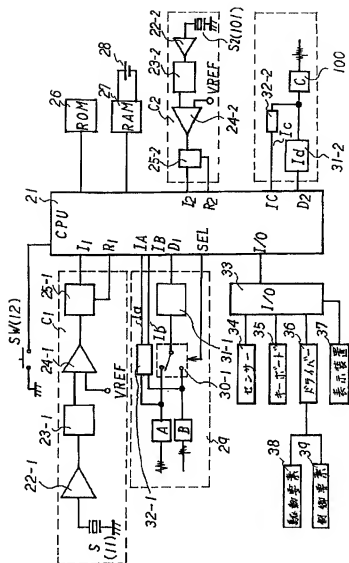 28
26
ROM
27
RAM
22-2
S2(101)
23-2
C2
VREF
24-2
25-2
32-2
C
100
Ic
Id
31-2
21
CPU
I1
R1
IA
IB
D1
SEL
I2
R2
IC
D2
I/O
SW(12)
C1
25-1
24-1
VREF
23-1
22-1
S
(11)
Ia
Ib
31-1
30-1
A
B
32-1
29
33
I/O
34
センサー
35
キーボード
36
ドライバー
37
表示装置
38
駆動要素
39
制御要素